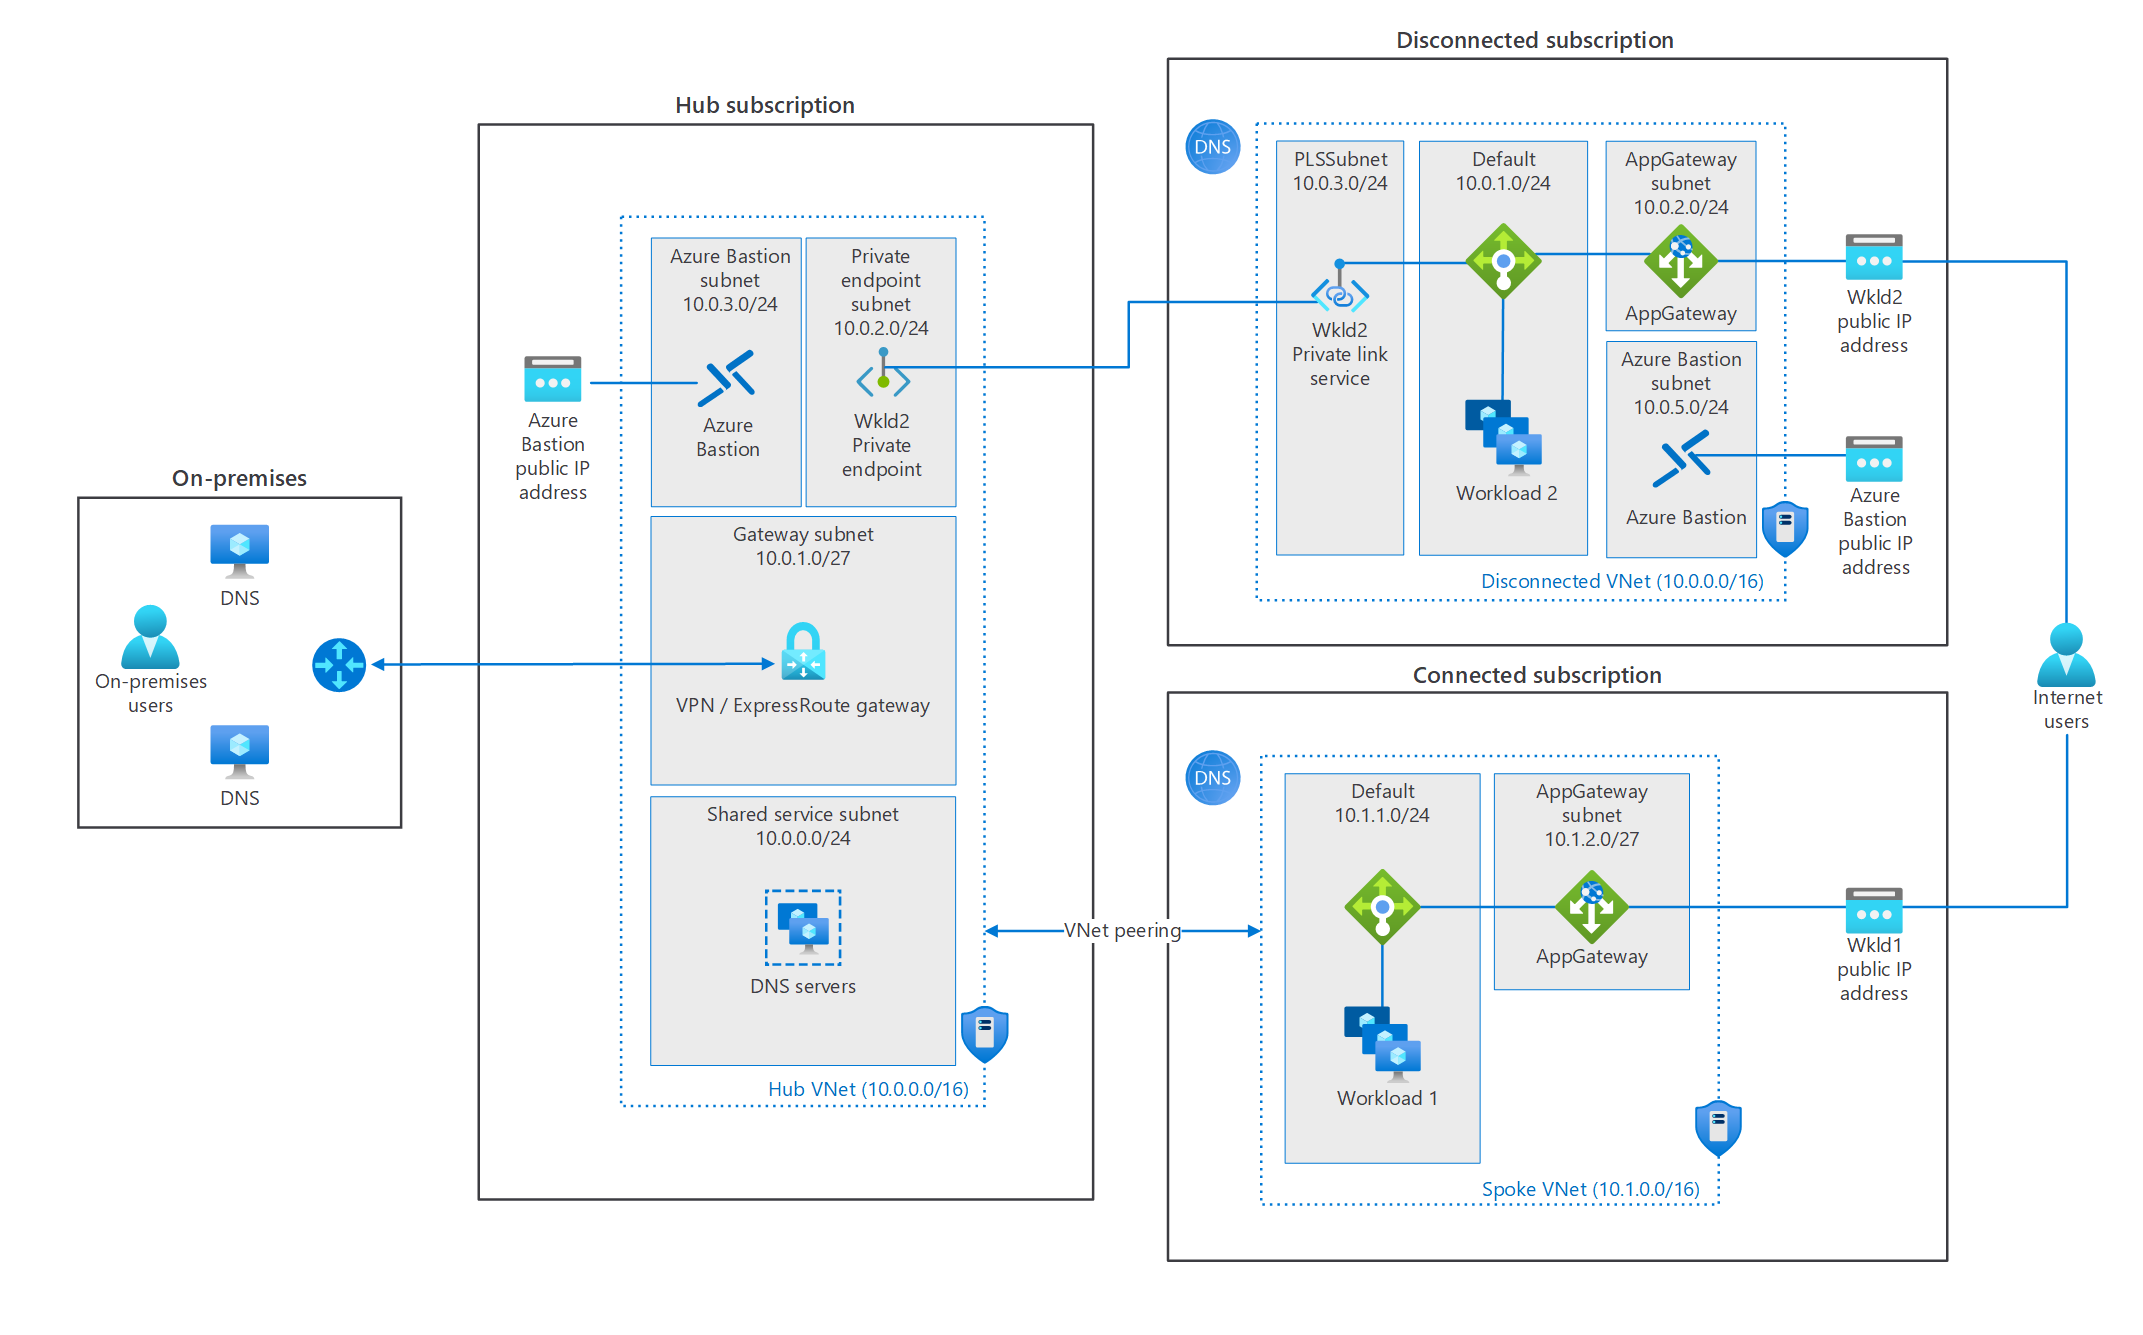 Disconnected subscription
Hub subscription
DNS
PLSSubnet
10.0.3.0/24
Default
10.0.1.0/24
AppGateway
subnet
10.0.2.0/24
AppGateway
Wkld2
Private link
service
Workload 2
Azure Bastion
subnet
10.0.5.0/24
Azure Bastion
Disconnected VNet (10.0.0.0/16)
Wkld2
public IP
address
Azure
Bastion
public IP
address
Azure Bastion
subnet
10.0.3.0/24
Azure
Bastion
Private
endpoint
subnet
10.0.2.0/24
Wkld2
Private
endpoint
Azure
Bastion
public IP
address
Gateway subnet
10.0.1.0/27
VPN / ExpressRoute gateway
Shared service subnet
10.0.0.0/24
DNS servers
Hub VNet (10.0.0.0/16)
On-premises
DNS
On-premises
users
DNS
VNet peering
Connected subscription
DNS
Default
10.1.1.0/24
Workload 1
AppGateway
subnet
10.1.2.0/27
AppGateway
Spoke VNet (10.1.0.0/16)
Wkld1
public IP
address
Internet
users